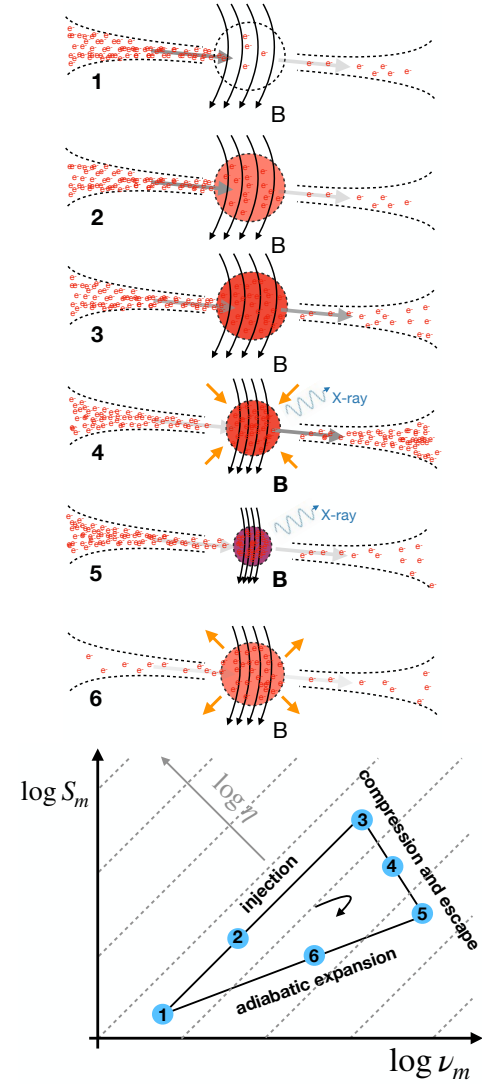 B
1
B
2
B
3
X-ray
4
B
X-ray
5
B
6
B
log S_m
log η
injection
compression and escape
adiabatic expansion
1
2
3
4
5
6
log ν_m